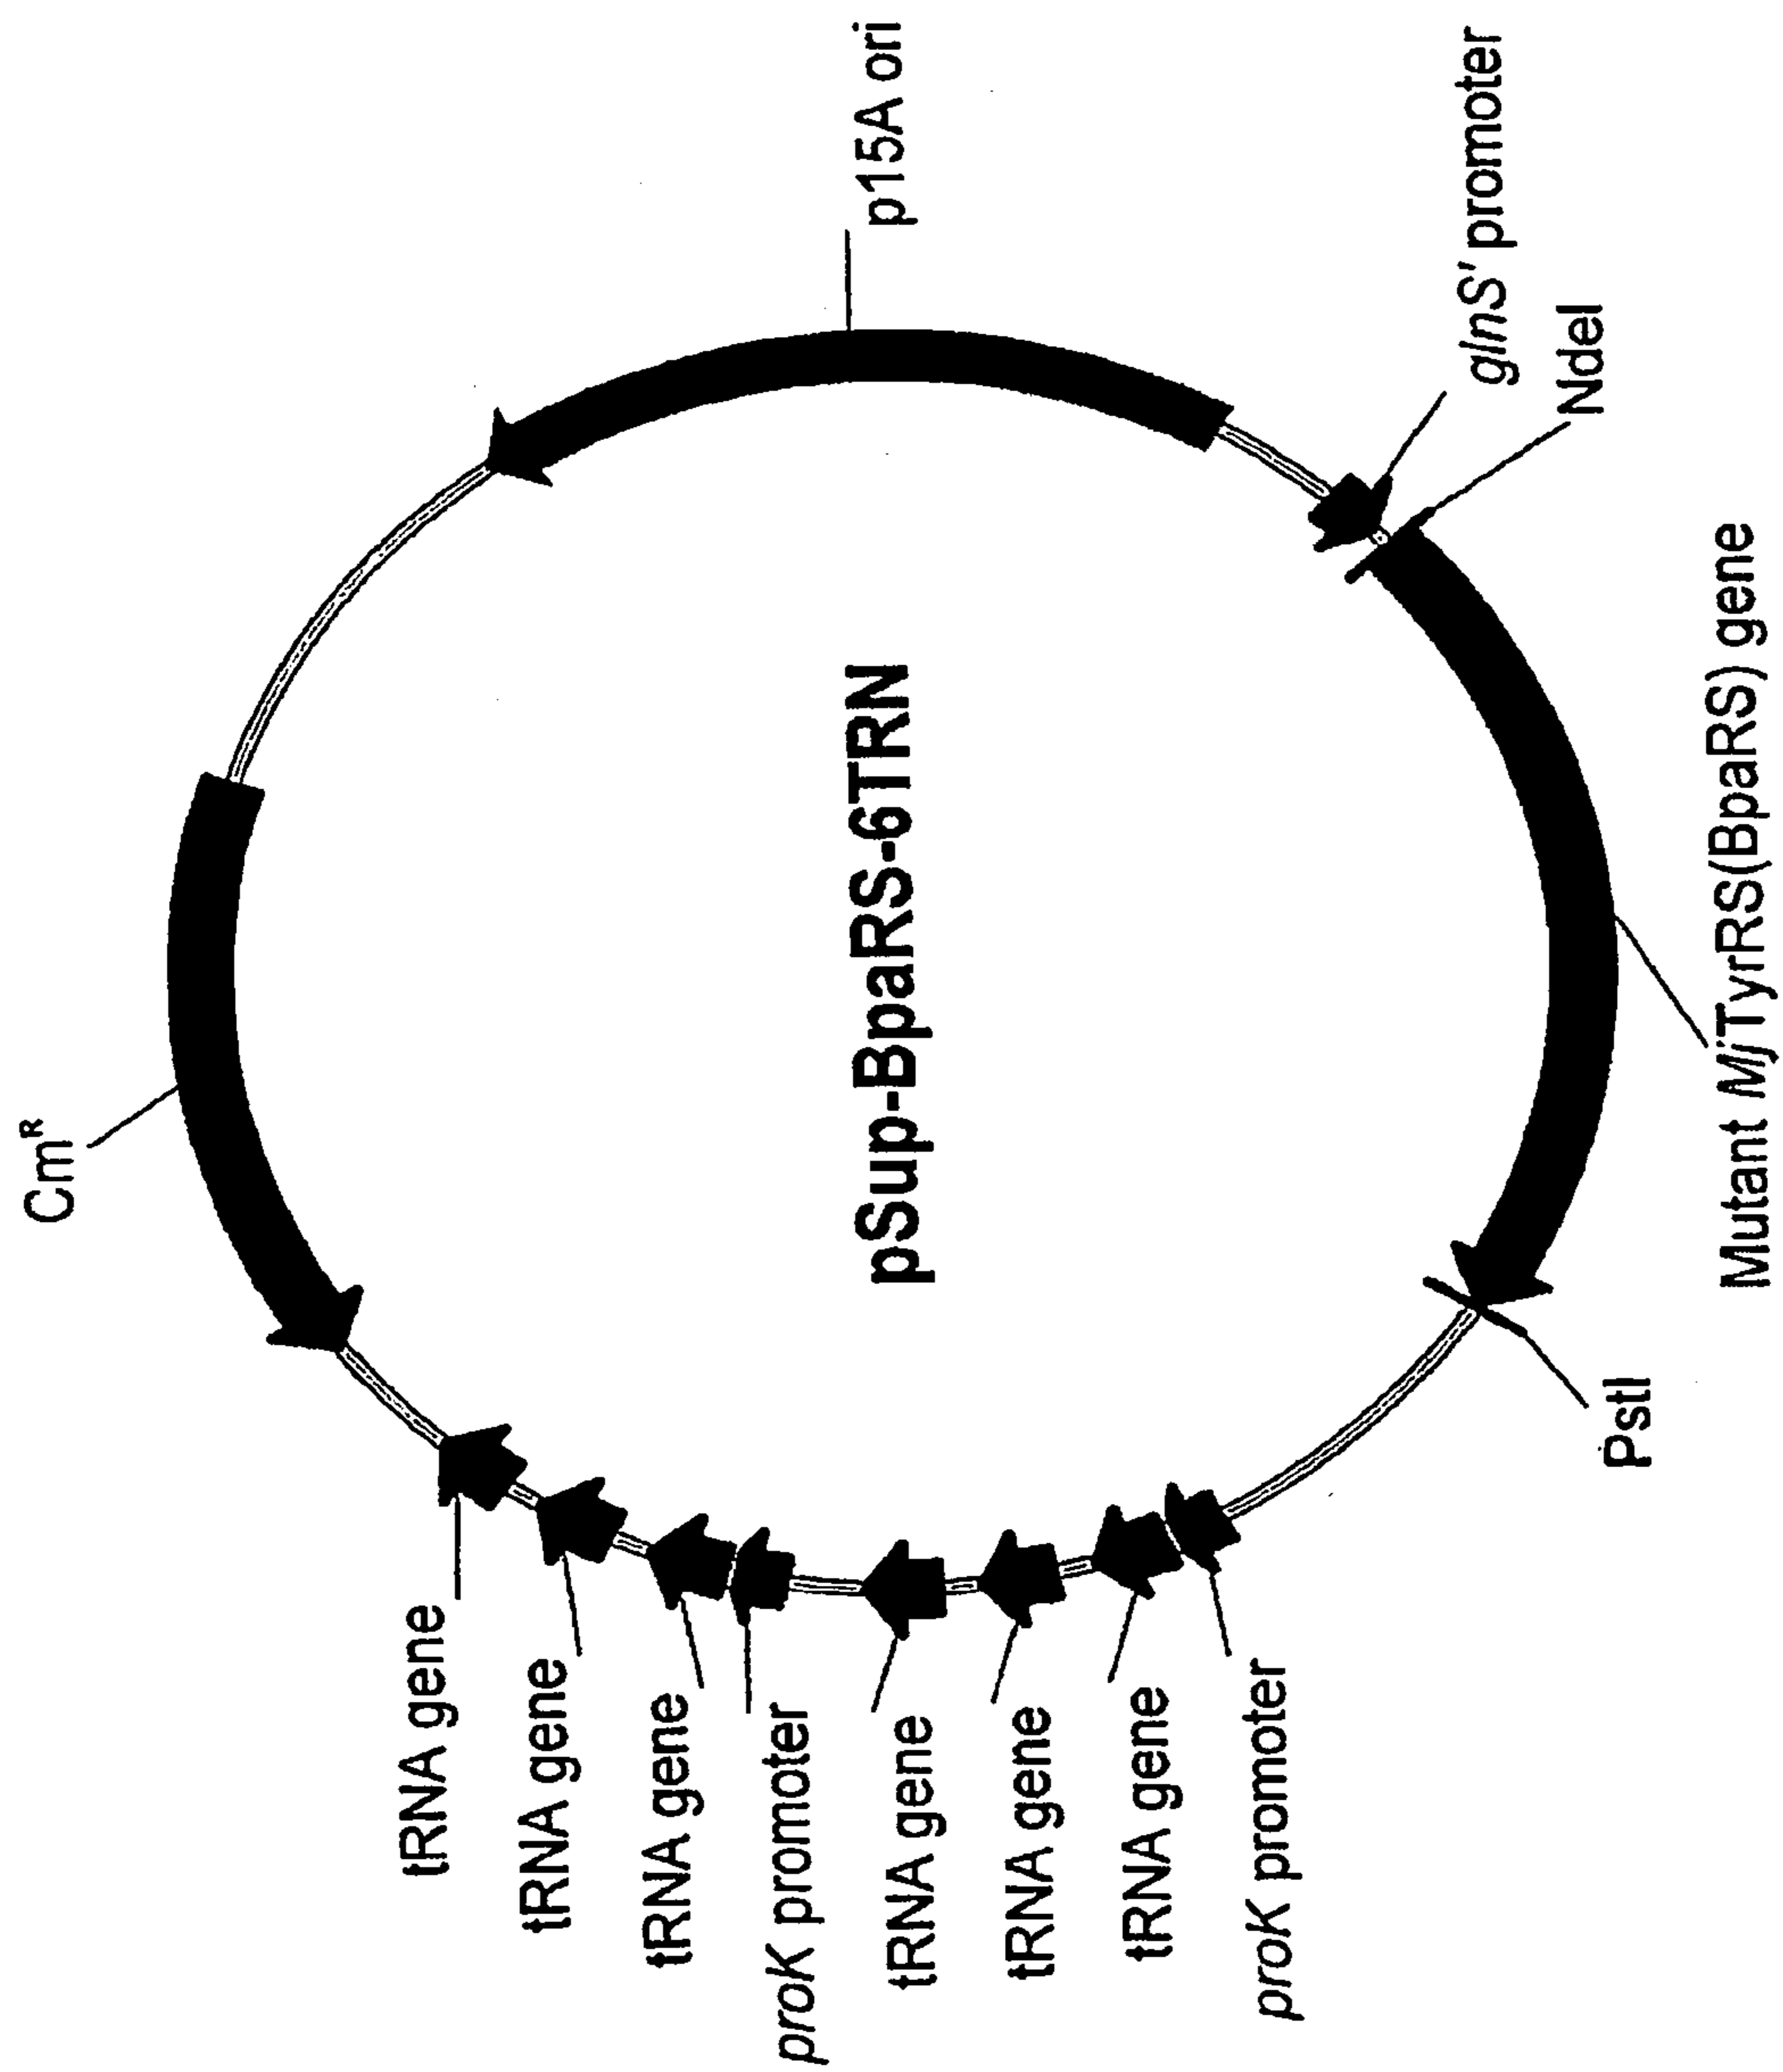 pSup-BpaRS-6TRN
p15A ori
glnS' promoter
NdeI
Mutant MjTyrRS(BpaRS) gene
PstI
proK promoter
tRNA gene
tRNA gene
tRNA gene
proK promoter
tRNA gene
tRNA gene
tRNA gene
Cmᴿ